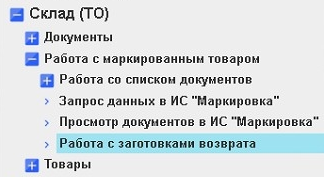 Склад (ТО)
Документы
Работа с маркированным товаром
Работа со списком документов
Запрос данных в ИС "Маркировка"
Просмотр документов в ИС "Маркировка"
Работа с заготовками возврата
Товары